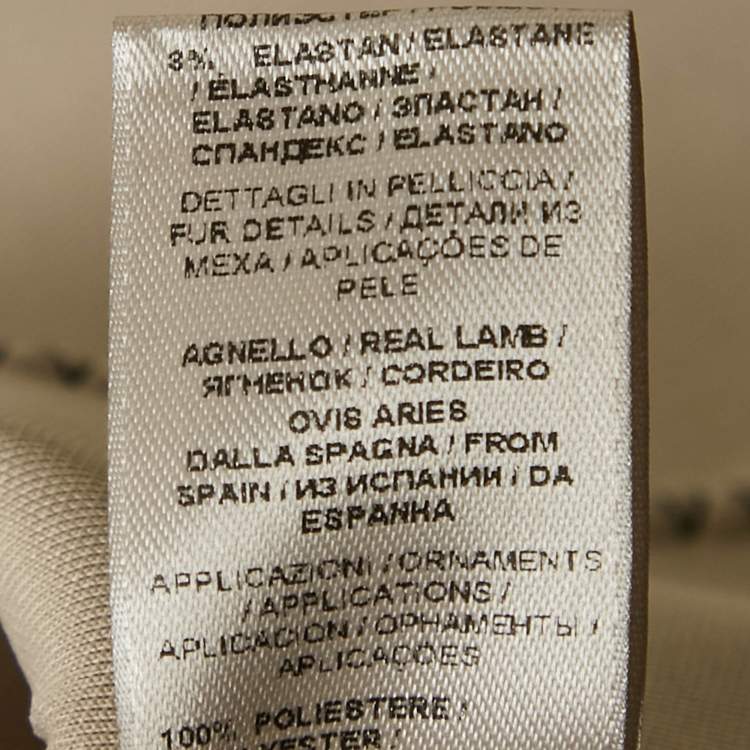 3% ELASTAN / ELASTANE
/ ÉLASTHANNE /
ELASTANO / ЭЛАСТАН /
СПАНДЕКС / ELASTANO
DETTAGLI IN PELLICCIA /
FUR DETAILS / ДЕТАЛИ ИЗ
МЕХА / APLICAÇÕES DE
PELE
AGNELLO / REAL LAMB /
ЯГНЕНОК / CORDEIRO
OVIS ARIES
DALLA SPAGNA / FROM
SPAIN / ИЗ ИСПАНИИ / DA
ESPANHA
APPLICAZIONI / ORNAMENTS
/ APPLICATIONS /
APLICACION / ОРНАМЕНТЫ /
APLICAÇOES
100% POLIESTERE /